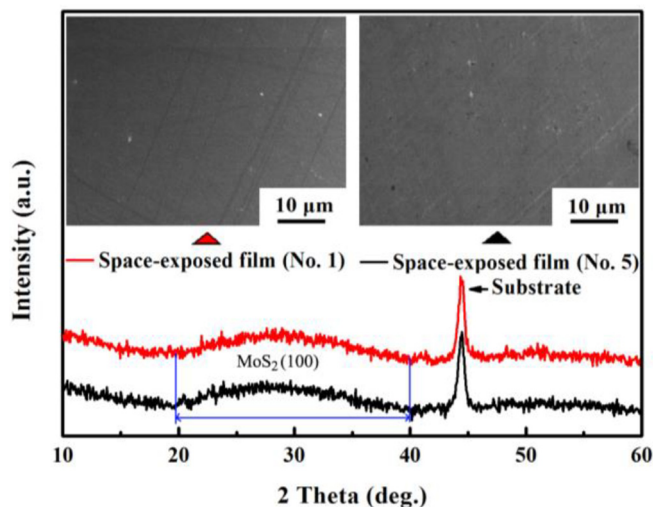 10 μm
10 μm
Space-exposed film (No. 1)
Space-exposed film (No. 5)
Substrate
MoS2 (100)
Intensity (a.u.)
10 20 30 40 50 60
2 Theta (deg.)